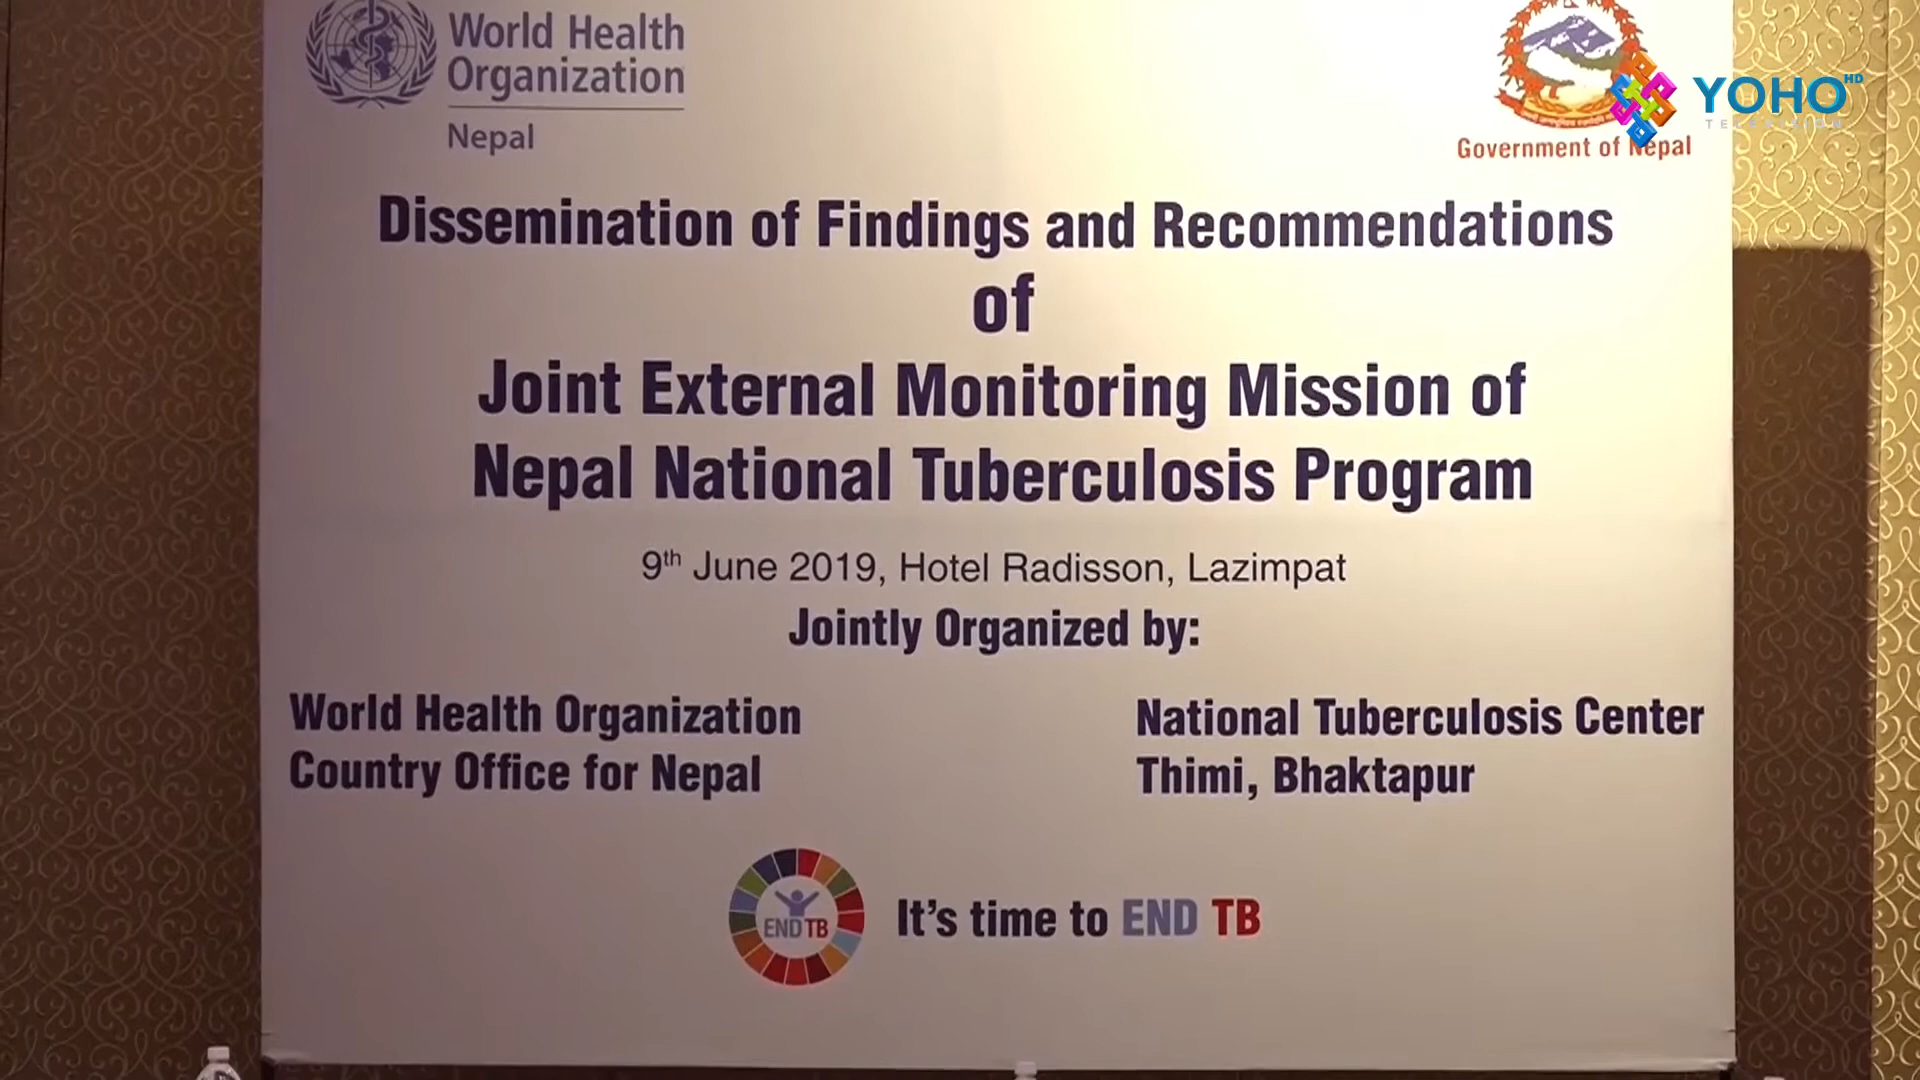 World Health
Organization
Nepal
YOHO HD
TELEVISION
Government of Nepal
Dissemination of Findings and Recommendations
of
Joint External Monitoring Mission of
Nepal National Tuberculosis Program
9th June 2019, Hotel Radisson, Lazimpat
Jointly Organized by:
World Health Organization
Country Office for Nepal
National Tuberculosis Center
Thimi, Bhaktapur
END TB
It's time to END TB